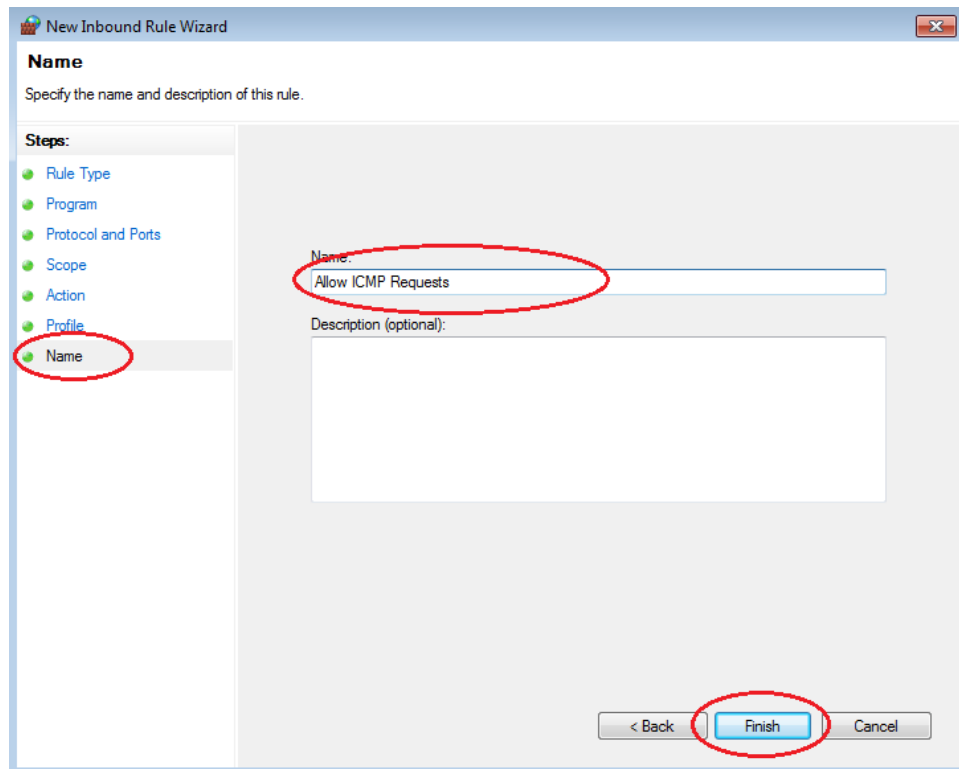 New Inbound Rule Wizard
Name
Specify the name and description of this rule.
Steps:
Rule Type
Program
Protocol and Ports
Scope
Action
Profile
Name
Name:
Allow ICMP Requests
Description (optional):
< Back
Finish
Cancel